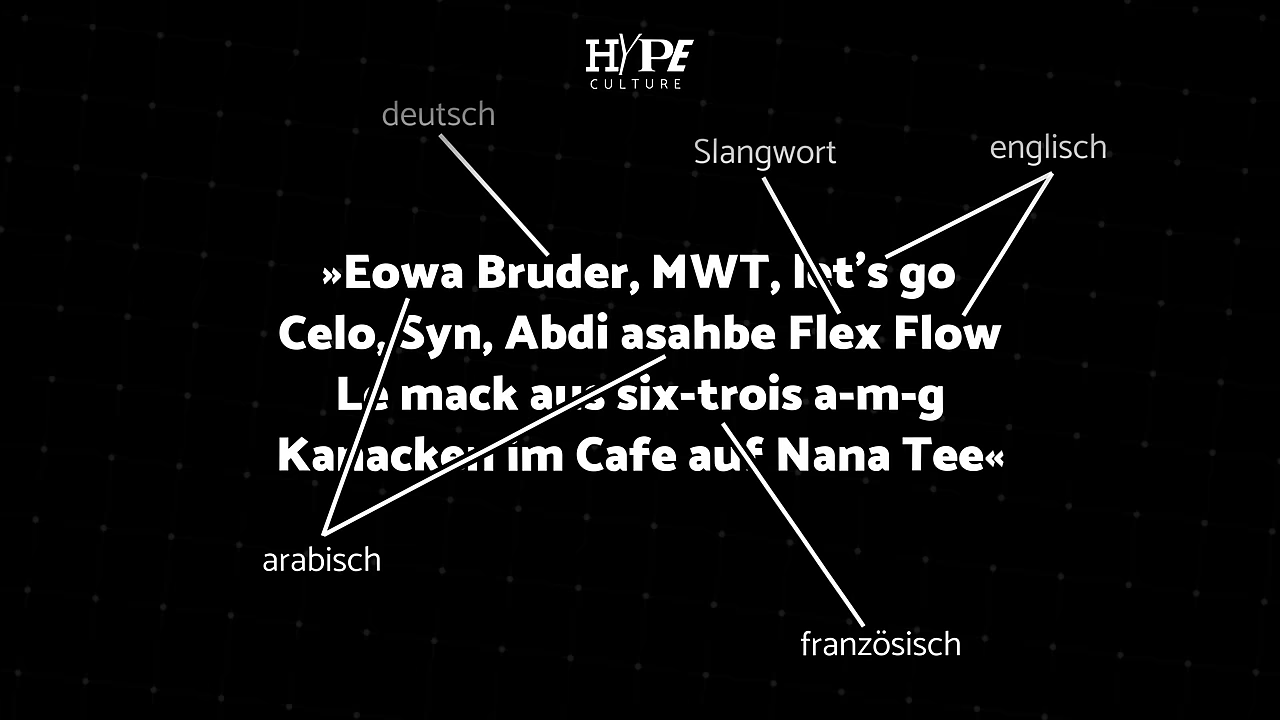 HYPE
CULTURE
deutsch
Slangwort
englisch
»Eowa Bruder, MWT, let's go
Celo, Syn, Abdi asahbe Flex Flow
Le mack aus six-trois a-m-g
Kanacken im Cafe auf Nana Tee«
arabisch
französisch